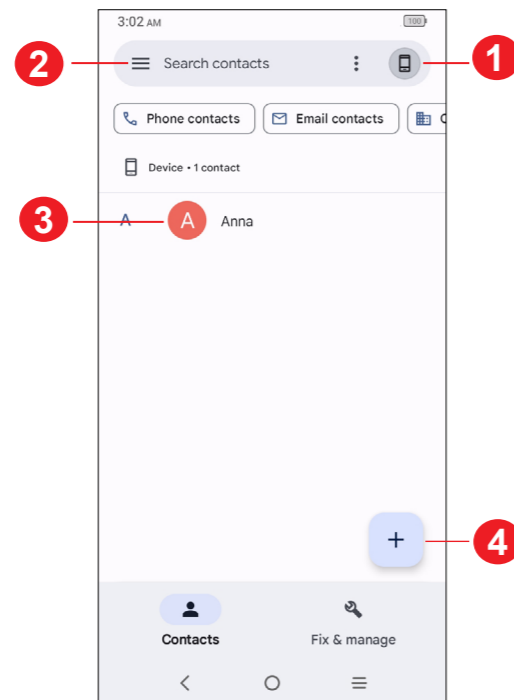 3:02 AM 100
2 Search contacts 1
Phone contacts Email contacts
Device • 1 contact
3 A A Anna
+ 4
Contacts Fix & manage